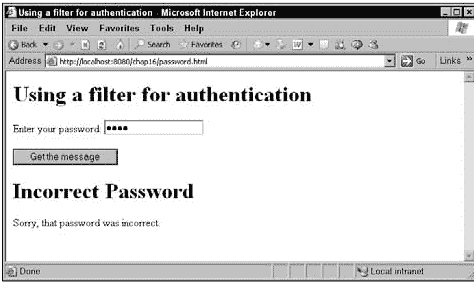 Using a filter for authentication - Microsoft Internet Explorer
File Edit View Favorites Tools Help
Back Search Favorites
Address http://localhost:8080/chap16/password.html Go Links »
Using a filter for authentication
Enter your password: ••••
Get the message
Incorrect Password
Sorry, that password was incorrect.
Done Local intranet